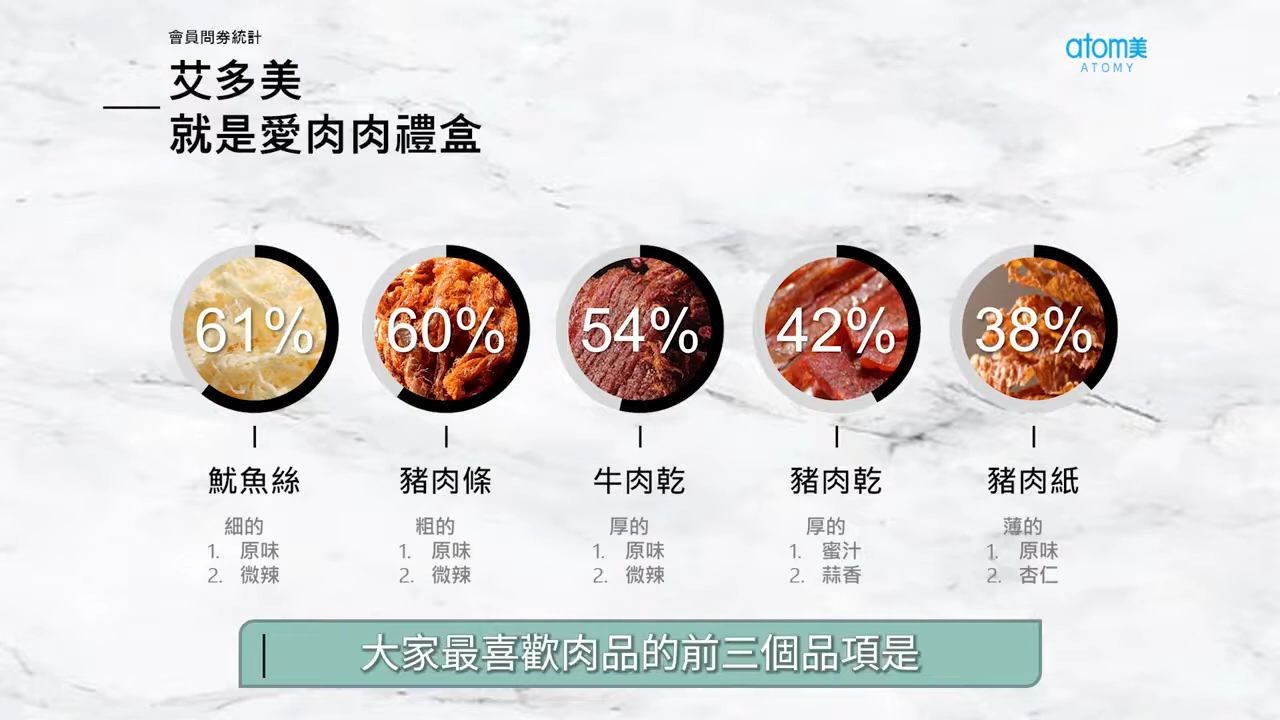 會員問券統計
艾多美
就是愛肉肉禮盒
atom美
ATOMY
61%
60%
54%
42%
38%
魷魚絲
豬肉條
牛肉乾
豬肉乾
豬肉紙
細的
1. 原味
2. 微辣
粗的
1. 原味
2. 微辣
厚的
1. 原味
2. 微辣
厚的
1. 蜜汁
2. 蒜香
薄的
1. 原味
2. 杏仁
大家最喜歡肉品的前三個品項是